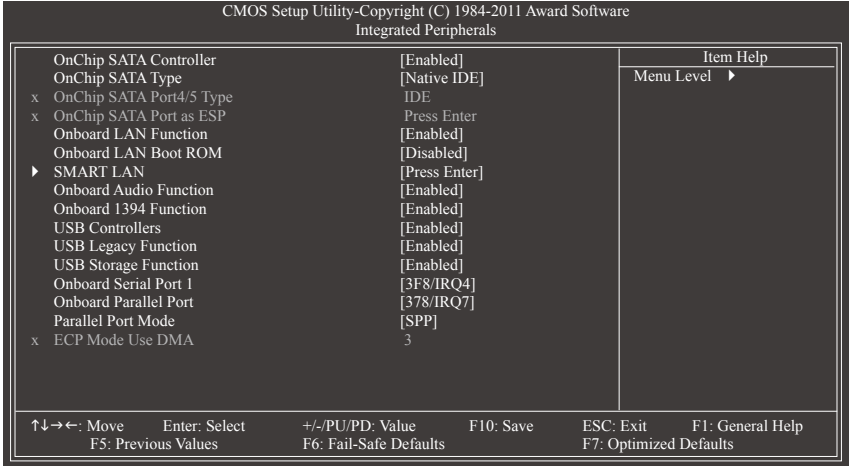 CMOS Setup Utility-Copyright (C) 1984-2011 Award Software
Integrated Peripherals
OnChip SATA Controller [Enabled]
OnChip SATA Type [Native IDE]
x OnChip SATA Port4/5 Type IDE
x OnChip SATA Port as ESP Press Enter
Onboard LAN Function [Enabled]
Onboard LAN Boot ROM [Disabled]
SMART LAN [Press Enter]
Onboard Audio Function [Enabled]
Onboard 1394 Function [Enabled]
USB Controllers [Enabled]
USB Legacy Function [Enabled]
USB Storage Function [Enabled]
Onboard Serial Port 1 [3F8/IRQ4]
Onboard Parallel Port [378/IRQ7]
Parallel Port Mode [SPP]
x ECP Mode Use DMA 3
Item Help
Menu Level
↑↓→←: Move Enter: Select +/-/PU/PD: Value F10: Save ESC: Exit F1: General Help
F5: Previous Values F6: Fail-Safe Defaults F7: Optimized Defaults